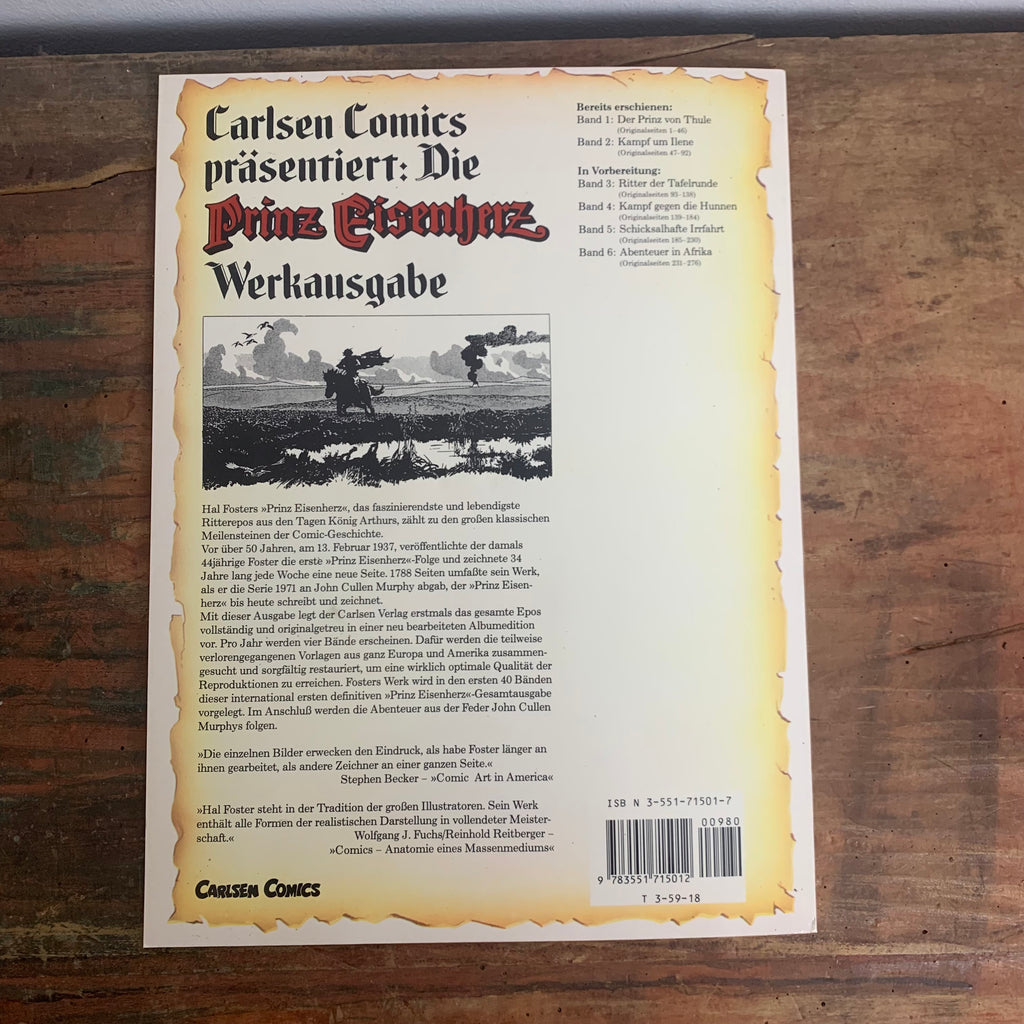 Carlsen Comics
präsentiert: Die
Prinz Eisenherz
Werkausgabe
Hal Fosters »Prinz Eisenherz«, das faszinierendste und lebendigste
Ritterepos aus den Tagen König Arthurs, zählt zu den großen klassischen
Meilensteinen der Comic-Geschichte.
Vor über 50 Jahren, am 13. Februar 1937, veröffentlichte der damals
44jährige Foster die erste »Prinz Eisenherz«-Folge und zeichnete 34
Jahre lang jede Woche eine neue Seite. 1788 Seiten umfaßte sein Werk,
als er die Serie 1971 an John Cullen Murphy abgab, der »Prinz Eisen-
herz« bis heute schreibt und zeichnet.
Mit dieser Ausgabe legt der Carlsen Verlag erstmals das gesamte Epos
vollständig und originalgetreu in einer neu bearbeiteten Albumedition
vor. Pro Jahr werden vier Bände erscheinen. Dafür werden die teilweise
verlorengegangenen Vorlagen aus ganz Europa und Amerika zusammen-
gesucht und sorgfältig restauriert, um eine wirklich optimale Qualität der
Reproduktionen zu erreichen. Fosters Werk wird in den ersten 40 Bänden
dieser international ersten definitiven »Prinz Eisenherz«-Gesamtausgabe
vorgelegt. Im Anschluß werden die Abenteuer aus der Feder John Cullen
Murphys folgen.
»Die einzelnen Bilder erwecken den Eindruck, als habe Foster länger an
ihnen gearbeitet, als andere Zeichner an einer ganzen Seite.«
Stephen Becker – »Comic Art in America«
»Hal Foster steht in der Tradition der großen Illustratoren. Sein Werk
enthält alle Formen der realistischen Darstellung in vollendeter Meister-
schaft.«
Wolfgang J. Fuchs/Reinhold Reitberger –
»Comics – Anatomie eines Massenmediums«
CARLSEN COMICS
Bereits erschienen:
Band 1: Der Prinz von Thule
(Originalseiten 1–46)
Band 2: Kampf um Ilene
(Originalseiten 47–92)
In Vorbereitung:
Band 3: Ritter der Tafelrunde
(Originalseiten 93–138)
Band 4: Kampf gegen die Hunnen
(Originalseiten 139–184)
Band 5: Schicksalhafte Irrfahrt
(Originalseiten 185–230)
Band 6: Abenteuer in Afrika
(Originalseiten 231–276)
ISB N 3-551-71501-7
00980
9 783551 715012
T 3-59-18